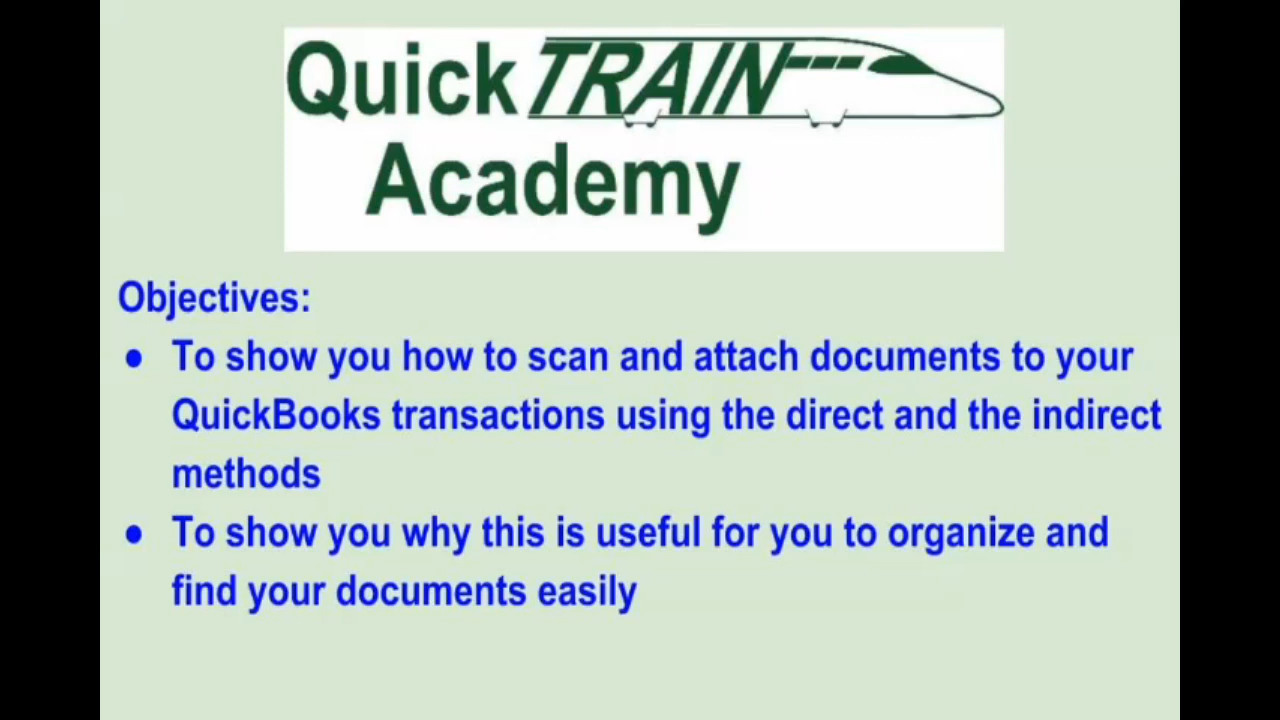 Quick TRAIN
Academy
Objectives:
● To show you how to scan and attach documents to your
QuickBooks transactions using the direct and the indirect
methods
● To show you why this is useful for you to organize and
find your documents easily